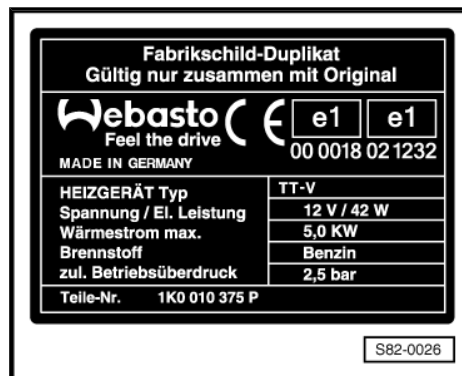 Fabrikschild-Duplikat
Gültig nur zusammen mit Original
Webasto CE e1 e1
Feel the drive
00 0018 02 1232
MADE IN GERMANY
HEIZGERÄT Typ TT-V
Spannung / El. Leistung 12 V / 42 W
Wärmestrom max. 5,0 KW
Brennstoff Benzin
zul. Betriebsüberdruck 2,5 bar
Teile-Nr. 1K0 010 375 P
S82-0026